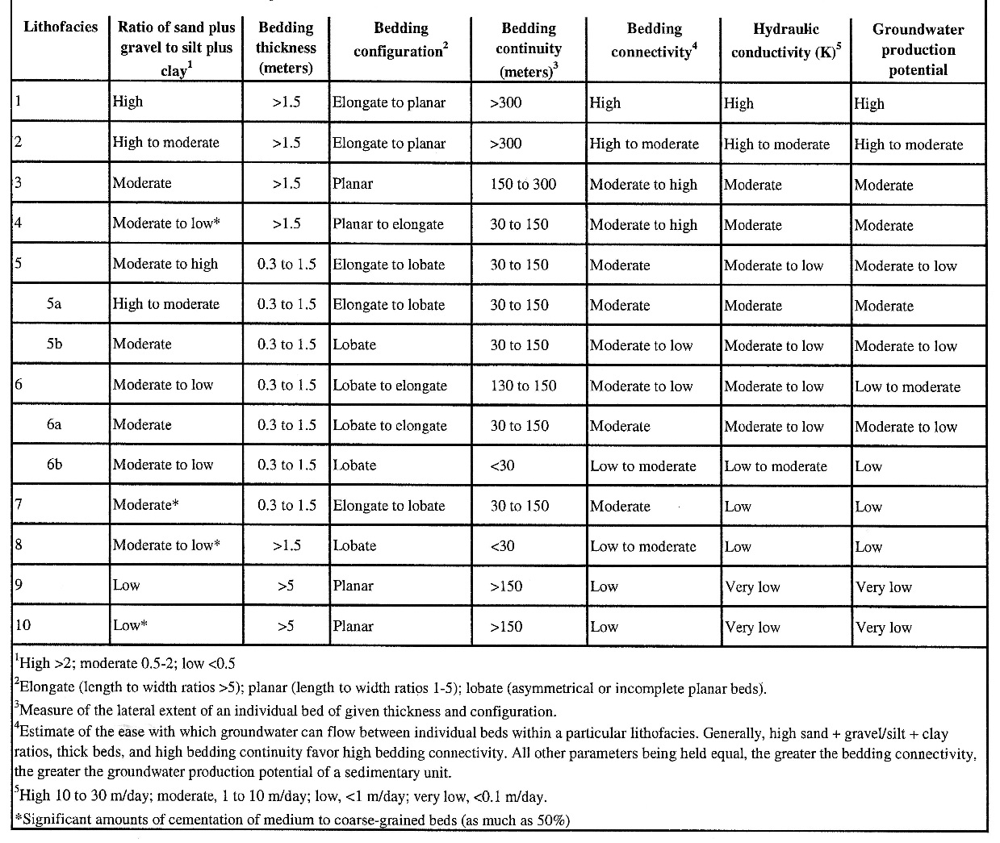 Lithofacies | Ratio of sand plus gravel to silt plus clay¹ | Bedding thickness (meters) | Bedding configuration² | Bedding continuity (meters)³ | Bedding connectivity⁴ | Hydraulic conductivity (K)⁵ | Groundwater production potential
1 | High | >1.5 | Elongate to planar | >300 | High | High | High
2 | High to moderate | >1.5 | Elongate to planar | >300 | High to moderate | High to moderate | High to moderate
3 | Moderate | >1.5 | Planar | 150 to 300 | Moderate to high | Moderate | Moderate
4 | Moderate to low* | >1.5 | Planar to elongate | 30 to 150 | Moderate to high | Moderate | Moderate
5 | Moderate to high | 0.3 to 1.5 | Elongate to lobate | 30 to 150 | Moderate | Moderate to low | Moderate to low
5a | High to moderate | 0.3 to 1.5 | Elongate to lobate | 30 to 150 | Moderate | Moderate | Moderate
5b | Moderate | 0.3 to 1.5 | Lobate | 30 to 150 | Moderate to low | Moderate to low | Moderate to low
6 | Moderate to low | 0.3 to 1.5 | Lobate to elongate | 130 to 150 | Moderate to low | Moderate to low | Low to moderate
6a | Moderate | 0.3 to 1.5 | Lobate to elongate | 30 to 150 | Moderate | Moderate to low | Moderate to low
6b | Moderate to low | 0.3 to 1.5 | Lobate | <30 | Low to moderate | Low to moderate | Low
7 | Moderate* | 0.3 to 1.5 | Elongate to lobate | 30 to 150 | Moderate | Low | Low
8 | Moderate to low* | >1.5 | Lobate | <30 | Low to moderate | Low | Low
9 | Low | >5 | Planar | >150 | Low | Very low | Very low
10 | Low* | >5 | Planar | >150 | Low | Very low | Very low
¹High >2; moderate 0.5-2; low <0.5
²Elongate (length to width ratios >5); planar (length to width ratios 1-5); lobate (asymmetrical or incomplete planar beds).
³Measure of the lateral extent of an individual bed of given thickness and configuration.
⁴Estimate of the ease with which groundwater can flow between individual beds within a particular lithofacies. Generally, high sand + gravel/silt + clay
ratios, thick beds, and high bedding continuity favor high bedding connectivity. All other parameters being held equal, the greater the bedding connectivity,
the greater the groundwater production potential of a sedimentary unit.
⁵High 10 to 30 m/day; moderate, 1 to 10 m/day; low, <1 m/day; very low, <0.1 m/day.
*Significant amounts of cementation of medium to coarse-grained beds (as much as 50%)